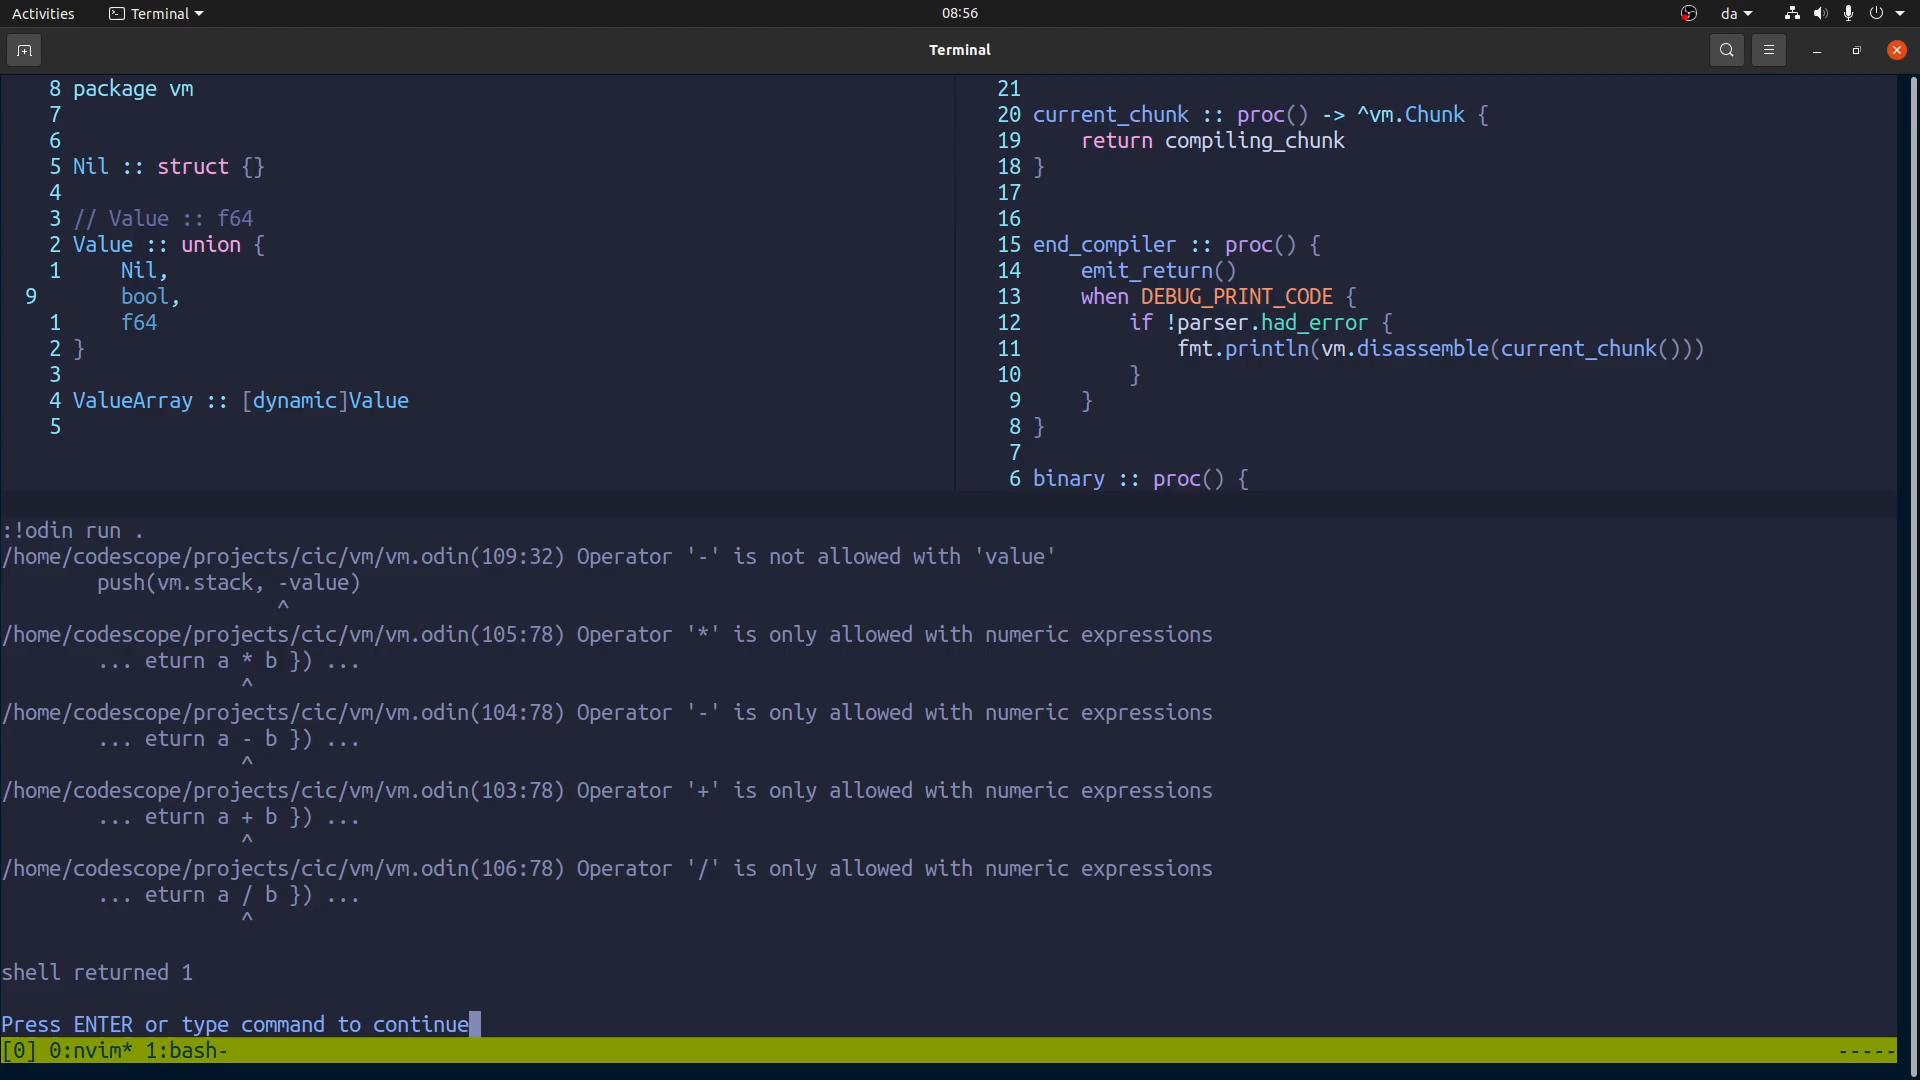 Activities Terminal 08:56 da
Terminal
8 package vm
7
6
5 Nil :: struct {}
4
3 // Value :: f64
2 Value :: union {
1     Nil,
9     bool,
1     f64
2 }
3
4 ValueArray :: [dynamic]Value
5
21
20 current_chunk :: proc() -> ^vm.Chunk {
19     return compiling_chunk
18 }
17
16
15 end_compiler :: proc() {
14     emit_return()
13     when DEBUG_PRINT_CODE {
12         if !parser.had_error {
11             fmt.println(vm.disassemble(current_chunk()))
10         }
9     }
8 }
7
6 binary :: proc() {
:!odin run .
/home/codescope/projects/cic/vm/vm.odin(109:32) Operator '-' is not allowed with 'value'
        push(vm.stack, -value)
                       ^
/home/codescope/projects/cic/vm/vm.odin(105:78) Operator '*' is only allowed with numeric expressions
        ... eturn a * b }) ...
                    ^
/home/codescope/projects/cic/vm/vm.odin(104:78) Operator '-' is only allowed with numeric expressions
        ... eturn a - b }) ...
                    ^
/home/codescope/projects/cic/vm/vm.odin(103:78) Operator '+' is only allowed with numeric expressions
        ... eturn a + b }) ...
                    ^
/home/codescope/projects/cic/vm/vm.odin(106:78) Operator '/' is only allowed with numeric expressions
        ... eturn a / b }) ...
                    ^
shell returned 1
Press ENTER or type command to continue
[0] 0:nvim* 1:bash- -----